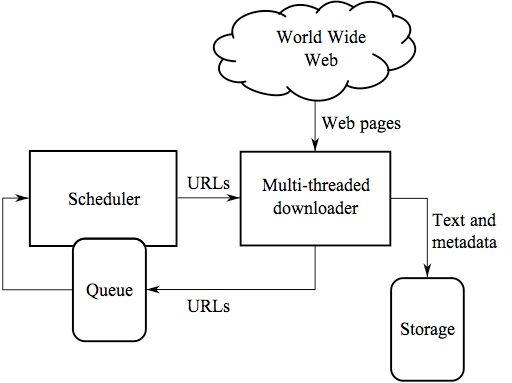 World Wide
Web
Web pages
Scheduler
URLs
Multi-threaded
downloader
Text and
metadata
Queue
URLs
Storage